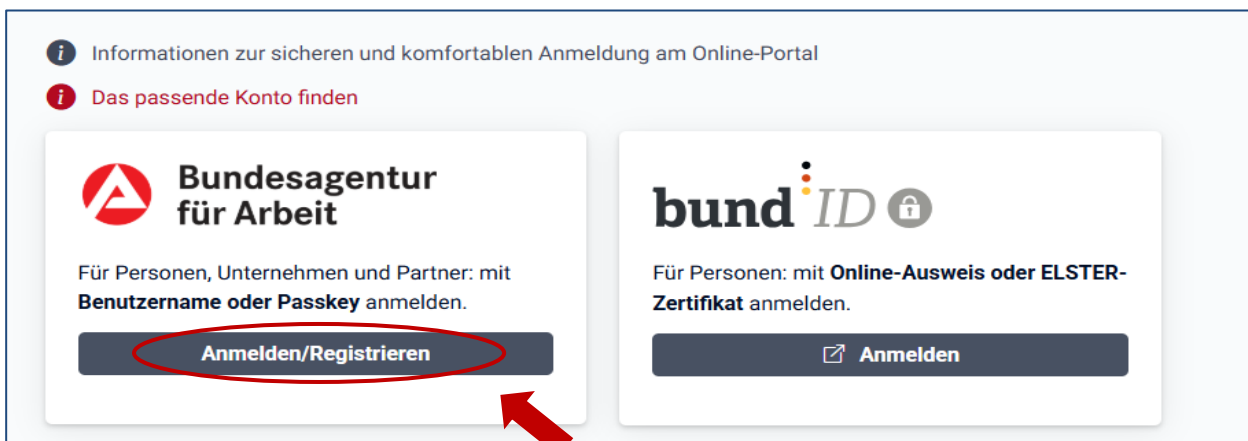 Informationen zur sicheren und komfortablen Anmeldung am Online-Portal
Das passende Konto finden
Bundesagentur
für Arbeit
Für Personen, Unternehmen und Partner: mit
Benutzername oder Passkey anmelden.
Anmelden/Registrieren
bund ID
Für Personen: mit Online-Ausweis oder ELSTER-
Zertifikat anmelden.
Anmelden